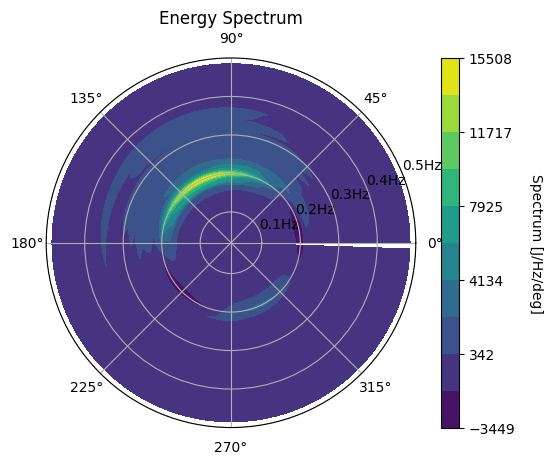 Energy Spectrum
90°
135°
45°
180°
0°
225°
315°
270°
0.1Hz
0.2Hz
0.3Hz
0.4Hz
0.5Hz
15508
11717
7925
4134
342
−3449
Spectrum [J/Hz/deg]